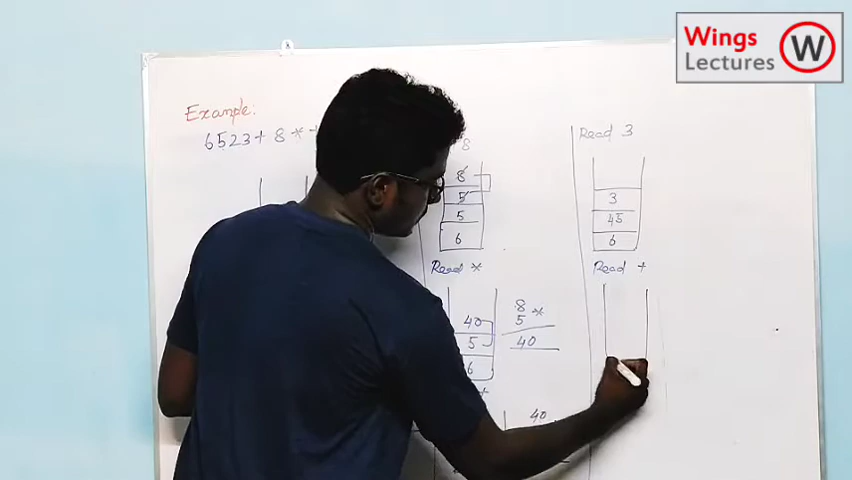 Wings
Lectures
W
Example:
6523+ 8 * +
8
8
5
5
6
Read *
40
5
6
8
5 *
40
+
40
Read 3
3
45
6
Read +